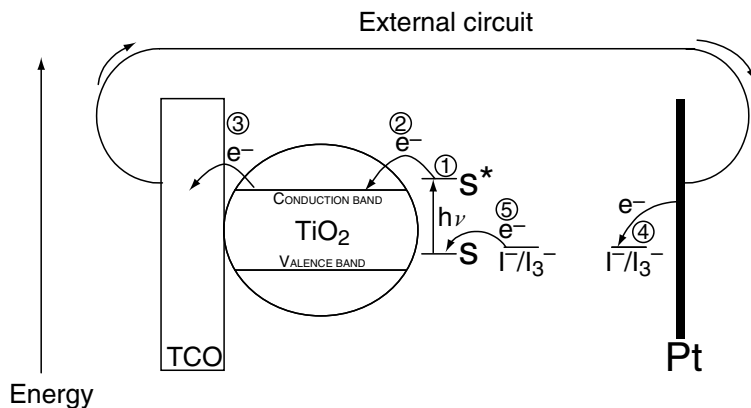 External circuit
③
e–
②
e–
①
S*
CONDUCTION BAND
hν
⑤
e–
e–
④
TiO₂
S
I–/I₃–
I–/I₃–
VALENCE BAND
TCO
Pt
Energy